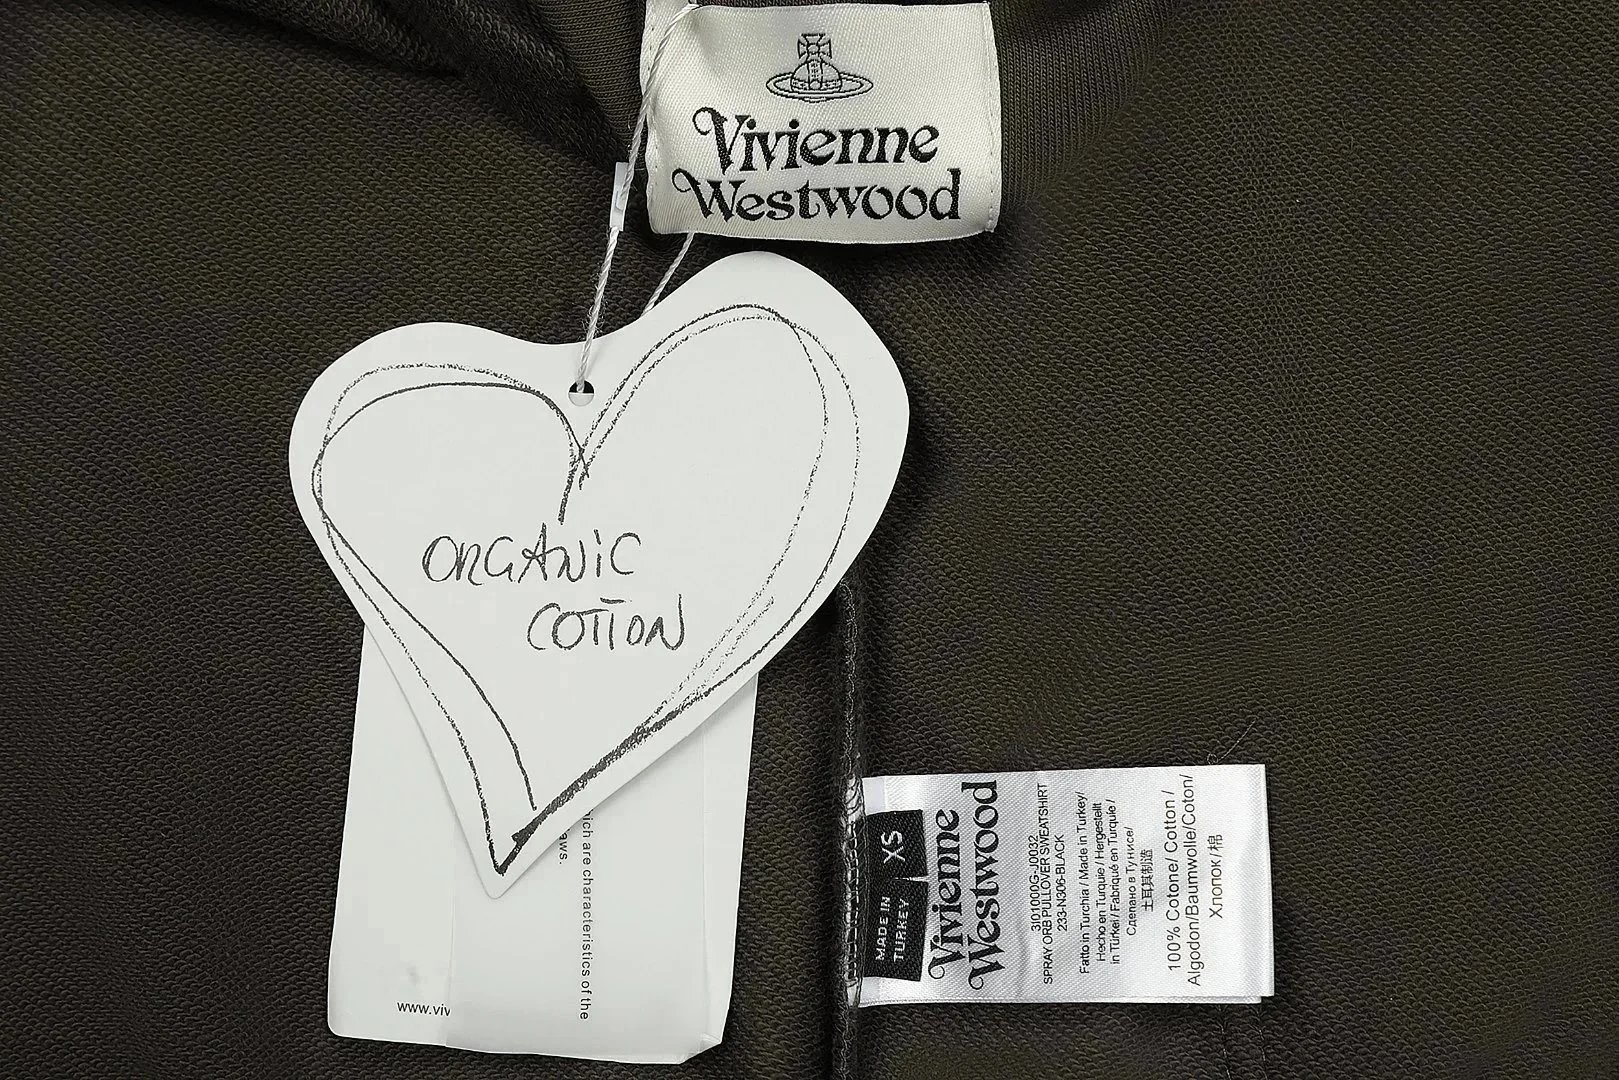 Vivienne
Westwood
ORGANIC
COTTON
ich are characteristics of the
aws.
www.viv
XS
MADE IN
TURKEY
Vivienne
Westwood
3I01000G-J0032
SPRAY ORB PULLOVER SWEATSHIRT
233-N306-BLACK
Fatto in Turchia / Made in Turkey/
Hecho en Turquie / Hergestellt
in Türkei / Fabriqué en Turquie /
Сделано в Тунисе/
土耳其制造
100% Cotone/ Cotton /
Algodon/Baumwolle/Coton/
Хлопок/棉